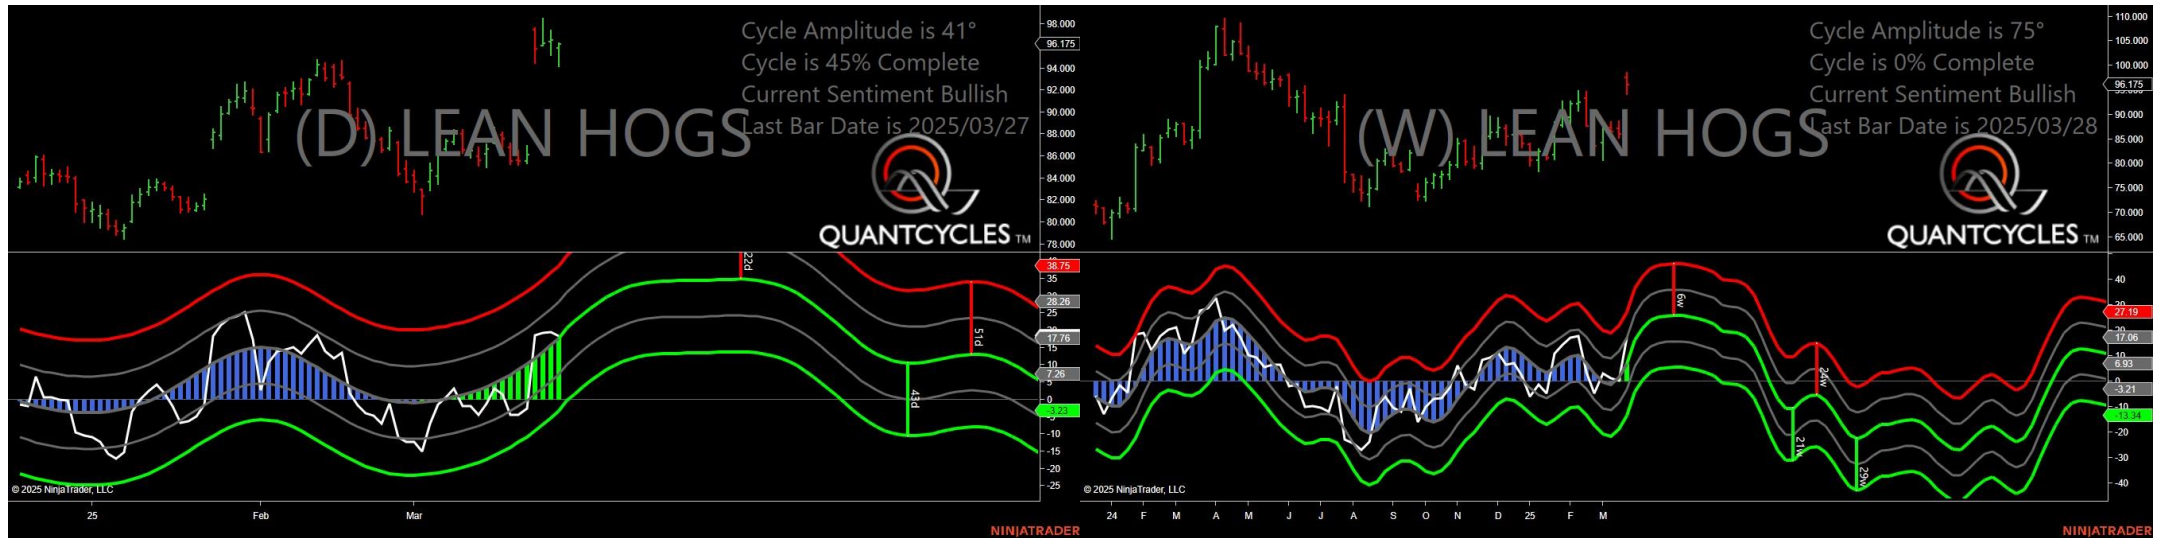 Cycle Amplitude is 41°
Cycle is 45% Complete
Current Sentiment Bullish
Last Bar Date is 2025/03/27
(D) LEAN HOGS
QUANTCYCLES TM
98.000
96.175
94.000
92.000
90.000
88.000
86.000
84.000
82.000
80.000
78.000
22d
51d
43d
38.75
35
28.26
25
17.76
15
10
7.26
5
0
-3.23
-10
-15
-20
-25
© 2025 NinjaTrader, LLC
25 Feb Mar
NINJATRADER
Cycle Amplitude is 75°
Cycle is 0% Complete
Current Sentiment Bullish
Last Bar Date is 2025/03/28
(W) LEAN HOGS
QUANTCYCLES TM
110.000
105.000
100.000
96.175
90.000
85.000
80.000
75.000
70.000
65.000
6w
24w
21w
29w
40
27.19
17.06
6.93
0
-3.21
-10
-13.34
-20
-30
-40
© 2025 NinjaTrader, LLC
24 F M A M J J A S O N D 25 F M
NINJATRADER